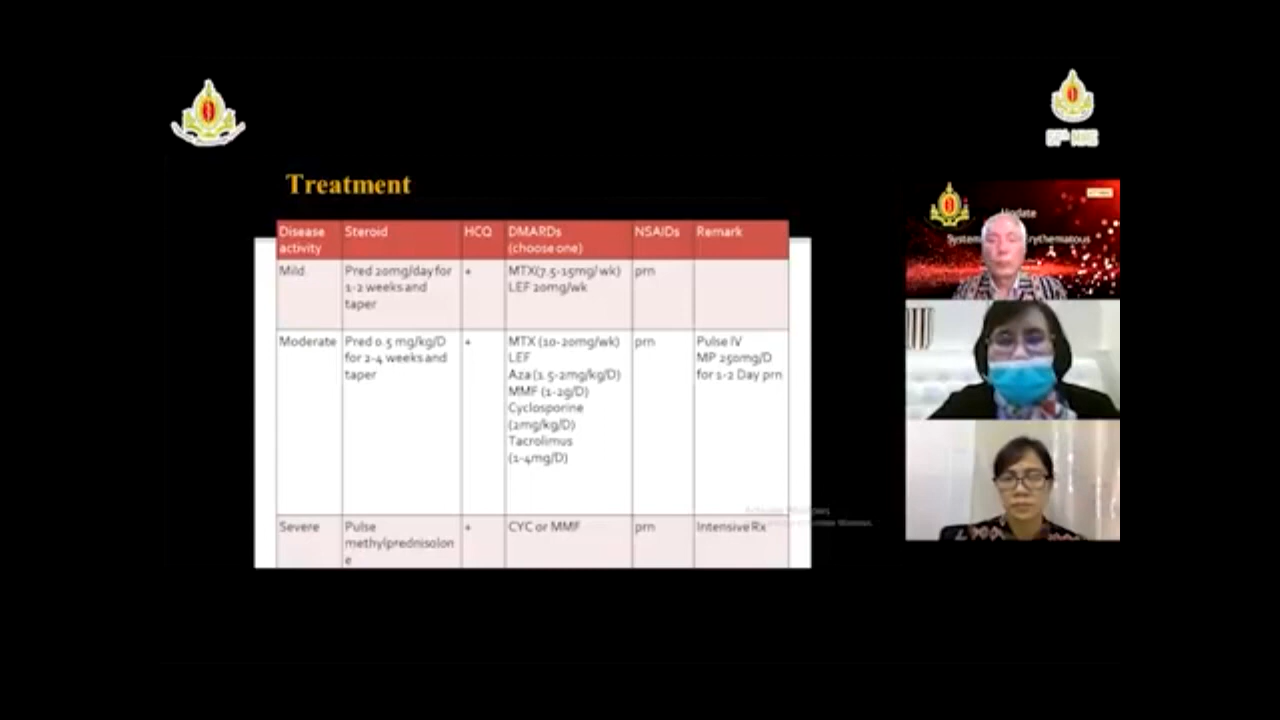 Treatment
Disease activity
Steroid
HCQ
DMARDs
(choose one)
NSAIDs
Remark
Mild
Pred 20mg/day for
1-2 weeks and
taper
+
MTX(7.5-15mg/wk)
LEF 20mg/wk
prn
Moderate
Pred 0.5 mg/kg/D
for 2-4 weeks and
taper
+
MTX (10-20mg/wk)
LEF
Aza (1.5-2mg/kg/D)
MMF (1-2g/D)
Cyclosporine
(2mg/kg/D)
Tacrolimus
(1-4mg/D)
prn
Pulse IV
MP 250mg/D
for 1-2 Day prn
Severe
Pulse
methylprednisolon
e
+
CYC or MMF
prn
Intensive Rx
Update
System
rythematous